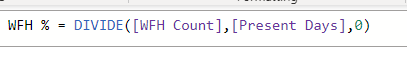 WFH % = DIVIDE([WFH Count],[Present Days],0)